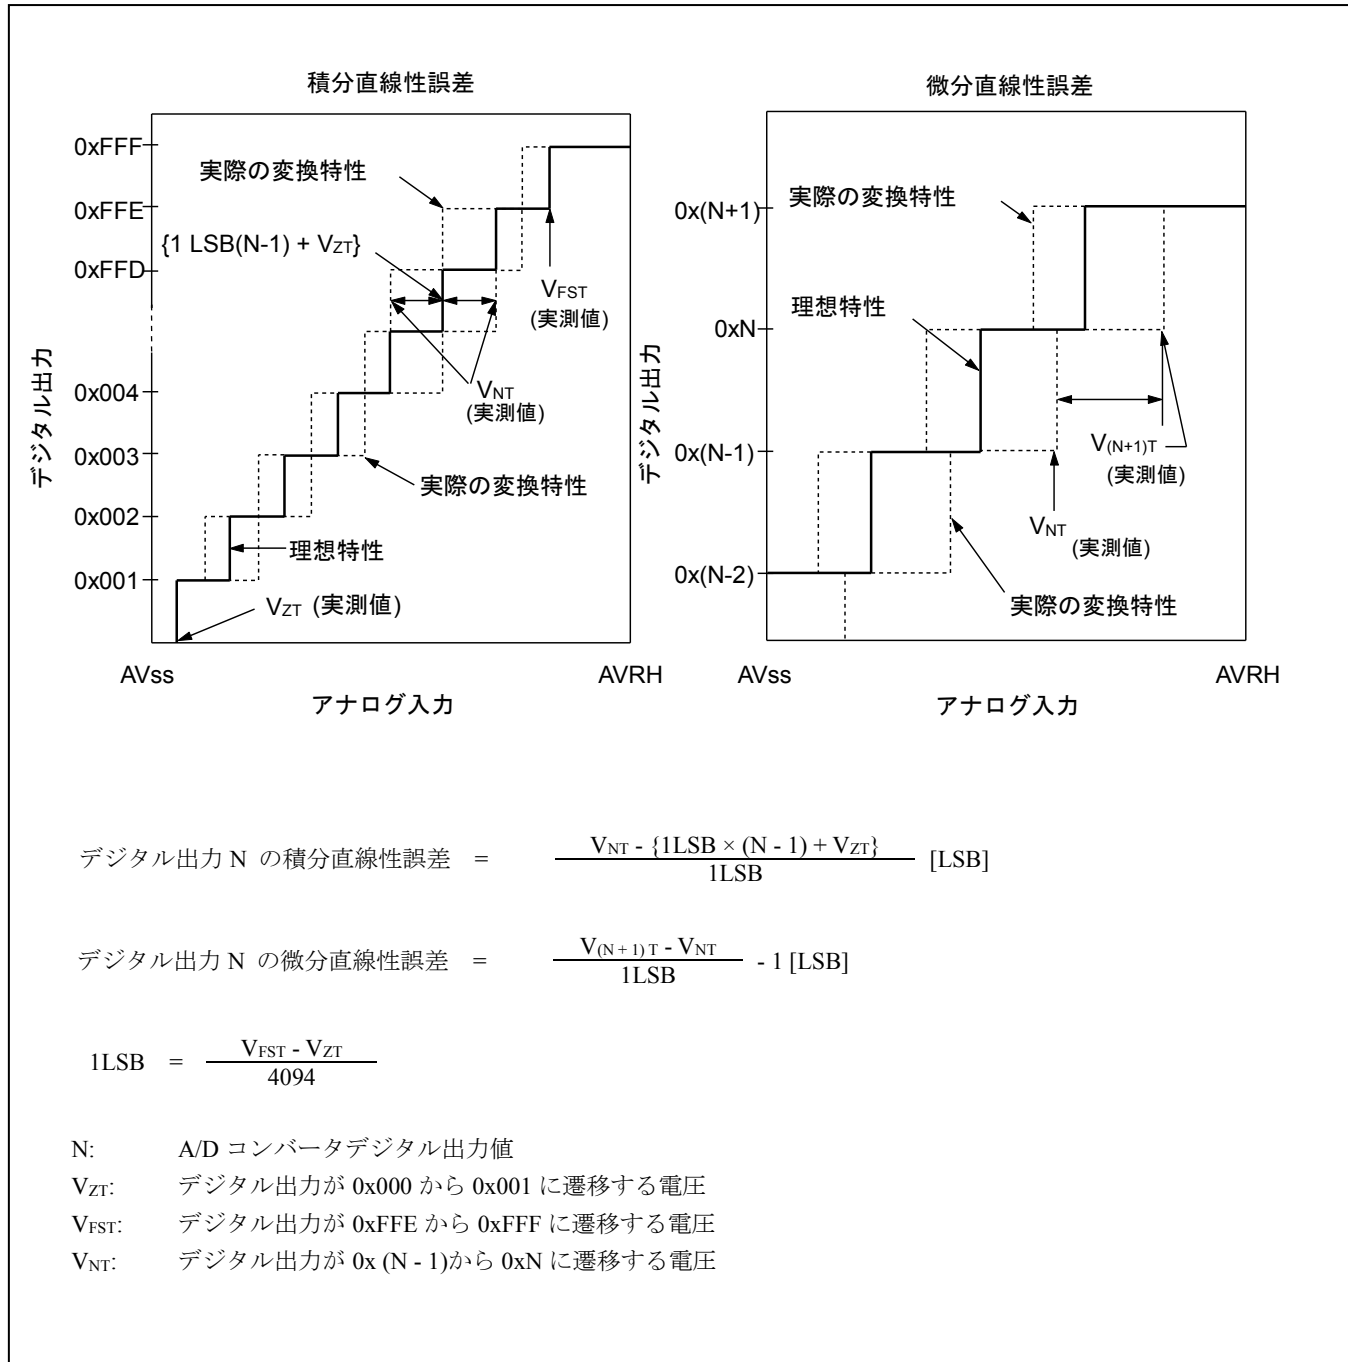 積分直線性誤差
0xFFF
0xFFE
0xFFD
0x004
0x003
0x002
0x001
デジタル出力
実際の変換特性
{1 LSB(N-1) + VZT}
VFST
(実測値)
VNT
(実測値)
実際の変換特性
理想特性
VZT (実測値)
AVss
AVRH
アナログ入力
微分直線性誤差
0x(N+1)
0xN
0x(N-1)
0x(N-2)
デジタル出力
実際の変換特性
理想特性
V(N+1)T
(実測値)
VNT
(実測値)
実際の変換特性
AVss
AVRH
アナログ入力
デジタル出力 N の積分直線性誤差 = VNT - {1LSB × (N - 1) + VZT} / 1LSB [LSB]
デジタル出力 N の微分直線性誤差 = V(N + 1) T - VNT / 1LSB - 1 [LSB]
1LSB = VFST - VZT / 4094
N: A/D コンバータデジタル出力値
VZT: デジタル出力が 0x000 から 0x001 に遷移する電圧
VFST: デジタル出力が 0xFFE から 0xFFF に遷移する電圧
VNT: デジタル出力が 0x (N - 1)から 0xN に遷移する電圧